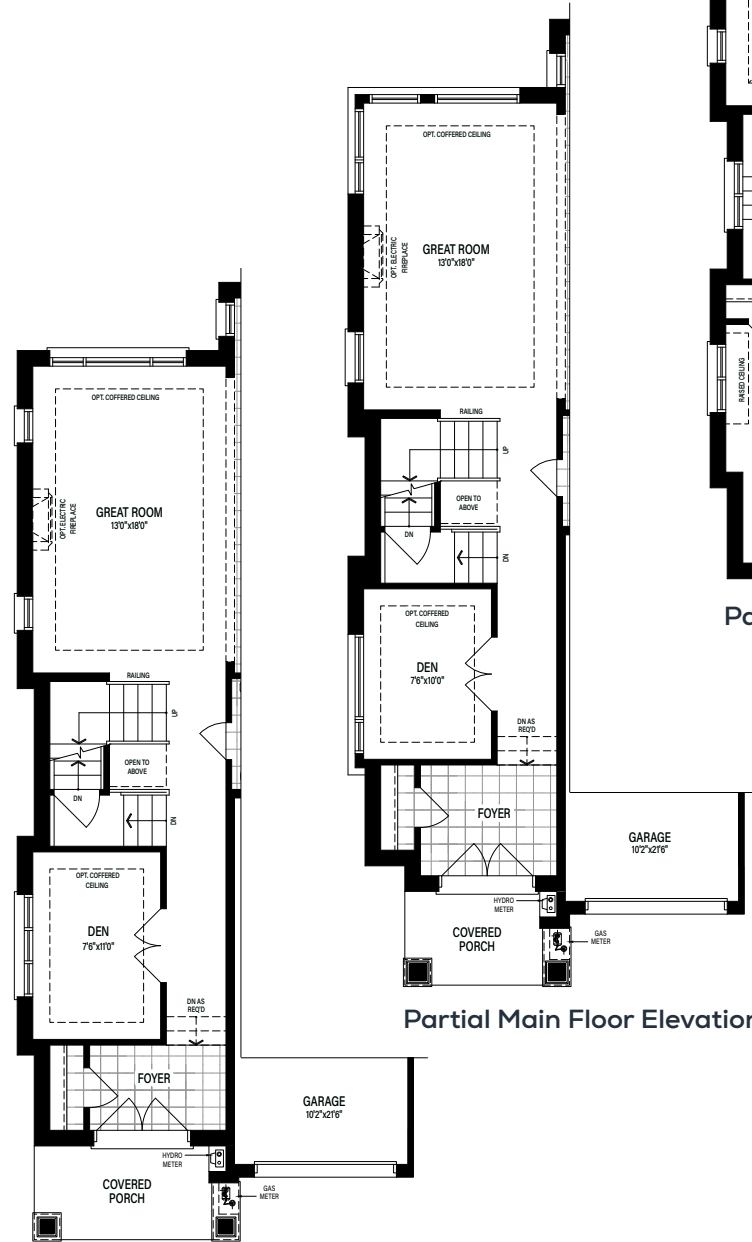 OPT. COFFERED CEILING
GREAT ROOM
13'0"x18'0"
OPT. ELECTRIC
FIREPLACE
RAILING
UP
OPEN TO
ABOVE
DN
DN
OPT. COFFERED
CEILING
DEN
7'6"x10'0"
DN AS
REQ'D
FOYER
GARAGE
10'2"x21'6"
HYDRO
METER
COVERED
PORCH
GAS
METER
Partial Main Floor Elevation
RAISED CEILING
OPT. COFFERED CEILING
GREAT ROOM
13'0"x18'0"
OPT. ELECTRIC
FIREPLACE
RAILING
UP
OPEN TO
ABOVE
DN
DN
OPT. COFFERED
CEILING
DEN
7'6"x11'0"
DN AS
REQ'D
FOYER
GARAGE
10'2"x21'6"
HYDRO
METER
COVERED
PORCH
GAS
METER